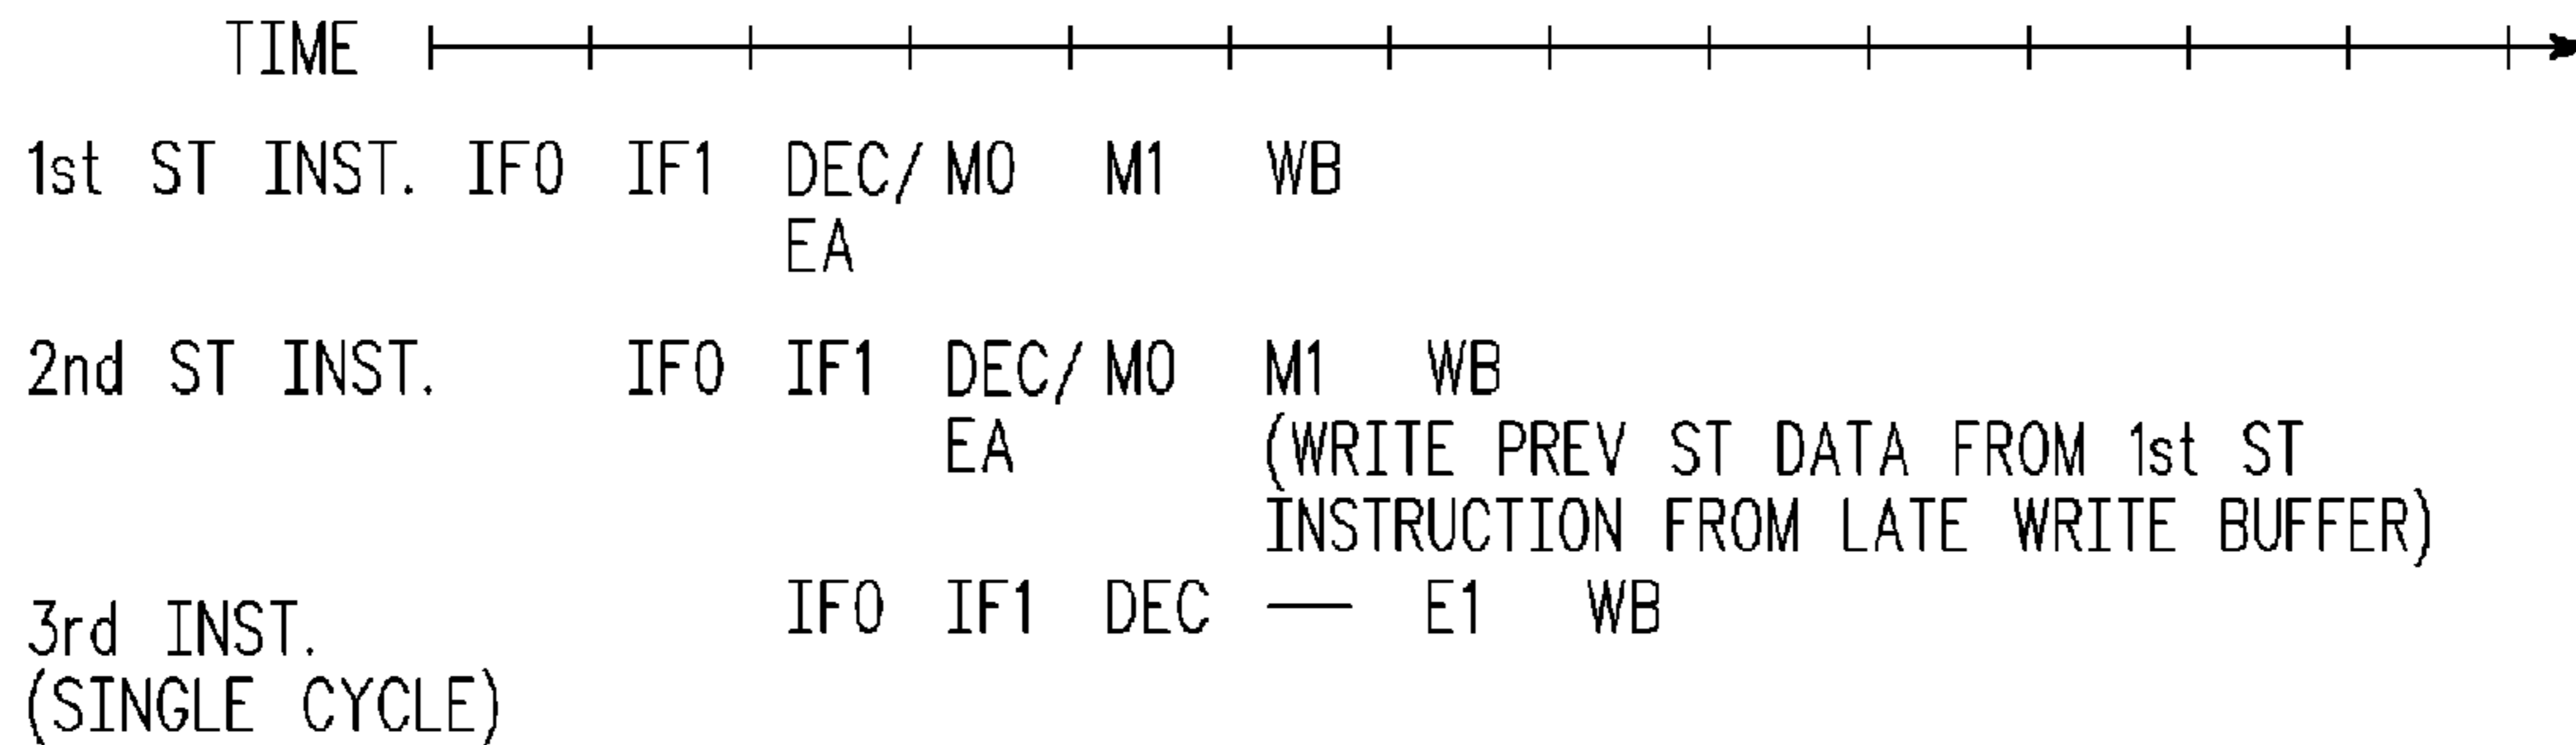 TIME
1st ST INST. IF0 IF1 DEC/ M0 M1 WB
EA
2nd ST INST. IF0 IF1 DEC/ M0 M1 WB
EA (WRITE PREV ST DATA FROM 1st ST
INSTRUCTION FROM LATE WRITE BUFFER)
3rd INST. IF0 IF1 DEC — E1 WB
(SINGLE CYCLE)